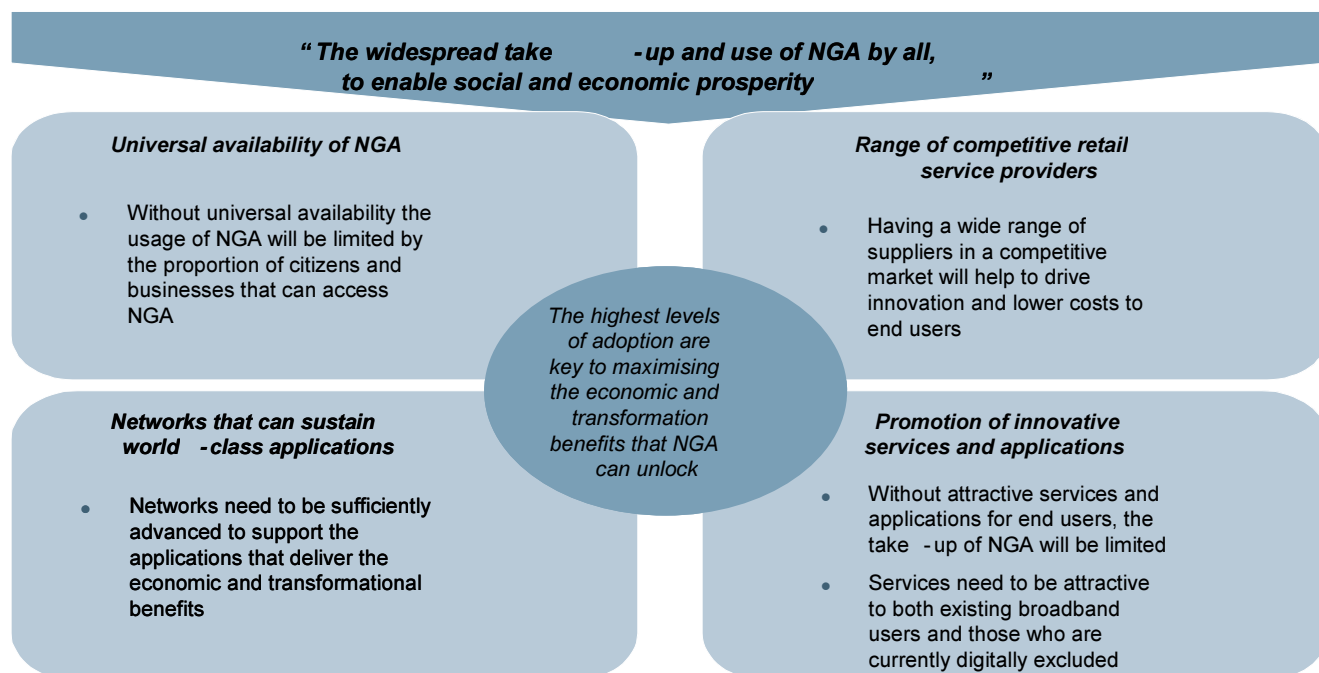 “ The widespread take -up and use of NGA by all,
to enable social and economic prosperity ”
Universal availability of NGA
• Without universal availability the
usage of NGA will be limited by
the proportion of citizens and
businesses that can access
NGA
Range of competitive retail
service providers
• Having a wide range of
suppliers in a competitive
market will help to drive
innovation and lower costs to
end users
The highest levels
of adoption are
key to maximising
the economic and
transformation
benefits that NGA
can unlock
Networks that can sustain
world -class applications
• Networks need to be sufficiently
advanced to support the
applications that deliver the
economic and transformational
benefits
Promotion of innovative
services and applications
• Without attractive services and
applications for end users, the
take -up of NGA will be limited
• Services need to be attractive
to both existing broadband
users and those who are
currently digitally excluded